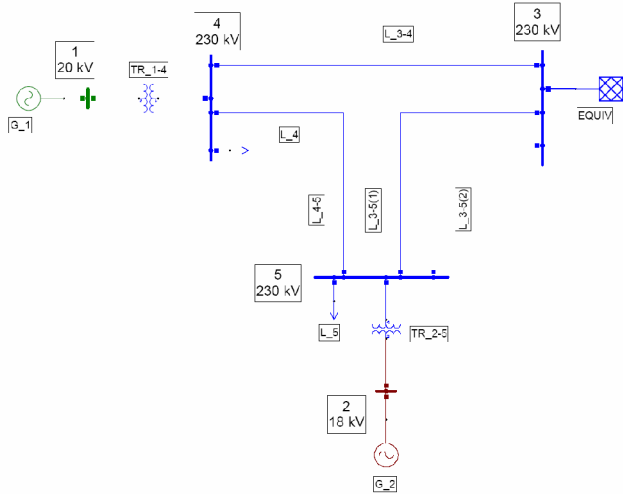 4
230 kV
3
230 kV
L_3-4
1
20 kV
TR_1-4
G_1
EQUIV
L_4
L_4-5
L_3-5(1)
L_3-5(2)
5
230 kV
L_5
TR_2-5
2
18 kV
G_2